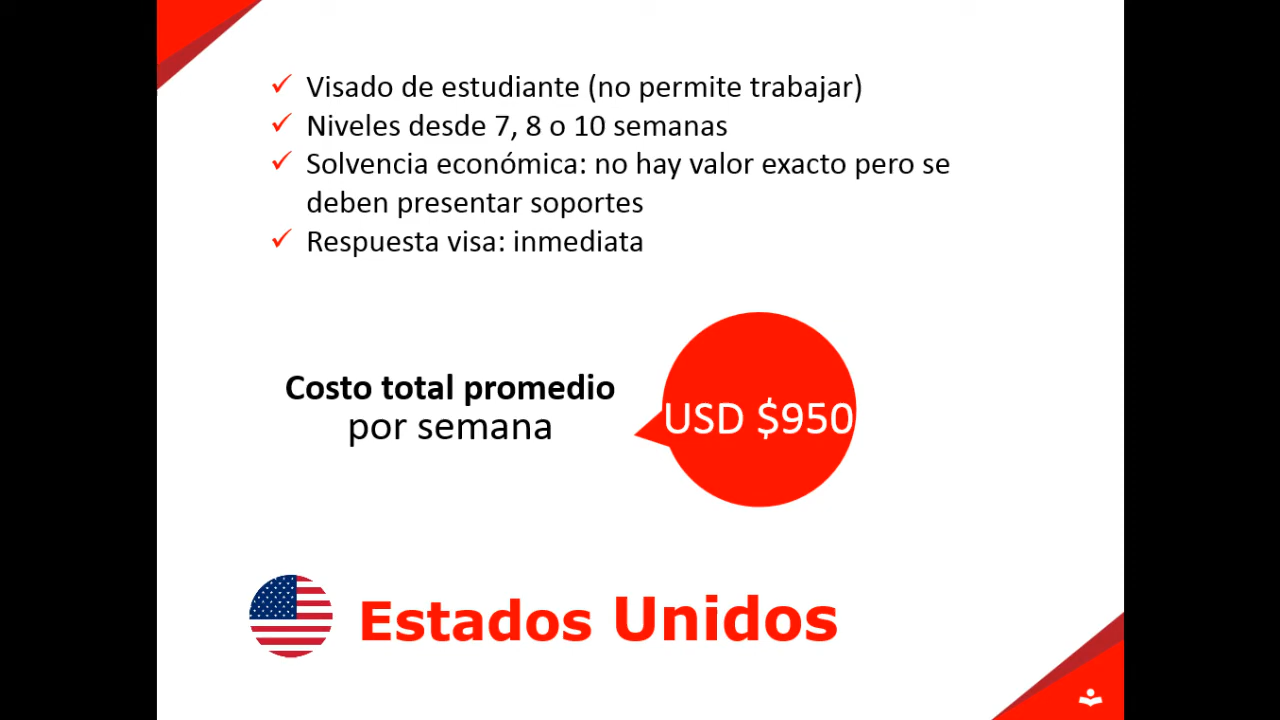 Visado de estudiante (no permite trabajar)
Niveles desde 7, 8 o 10 semanas
Solvencia económica: no hay valor exacto pero se
deben presentar soportes
Respuesta visa: inmediata
Costo total promedio
por semana
USD $950
Estados Unidos